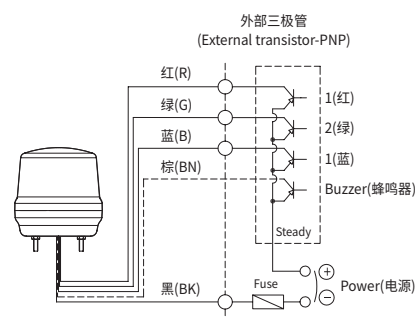 外部三极管
(External transistor-PNP)
红(R)
1(红)
绿(G)
2(绿)
蓝(B)
1(蓝)
棕(BN)
Buzzer(蜂鸣器)
Steady
+
Power(电源)
黑(BK)
Fuse
−